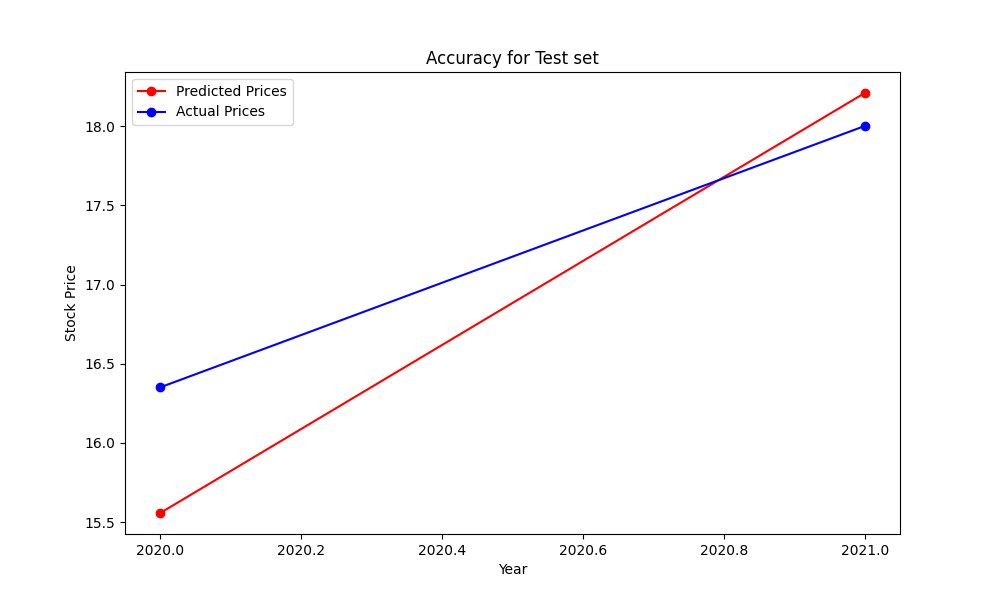 Accuracy for Test set
Predicted Prices
Actual Prices
Stock Price
18.0
17.5
17.0
16.5
16.0
15.5
2020.0 2020.2 2020.4 2020.6 2020.8 2021.0
Year